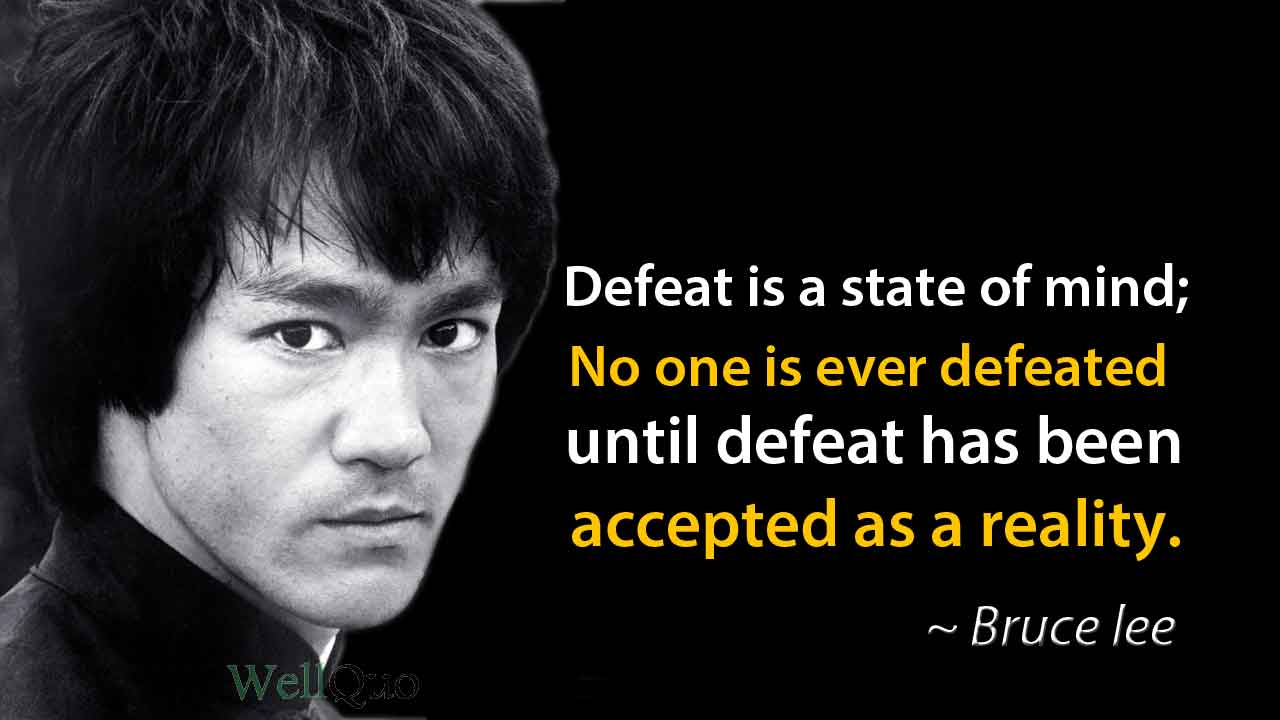 Defeat is a state of mind;
No one is ever defeated
until defeat has been
accepted as a reality.
~ Bruce lee
WellQuo